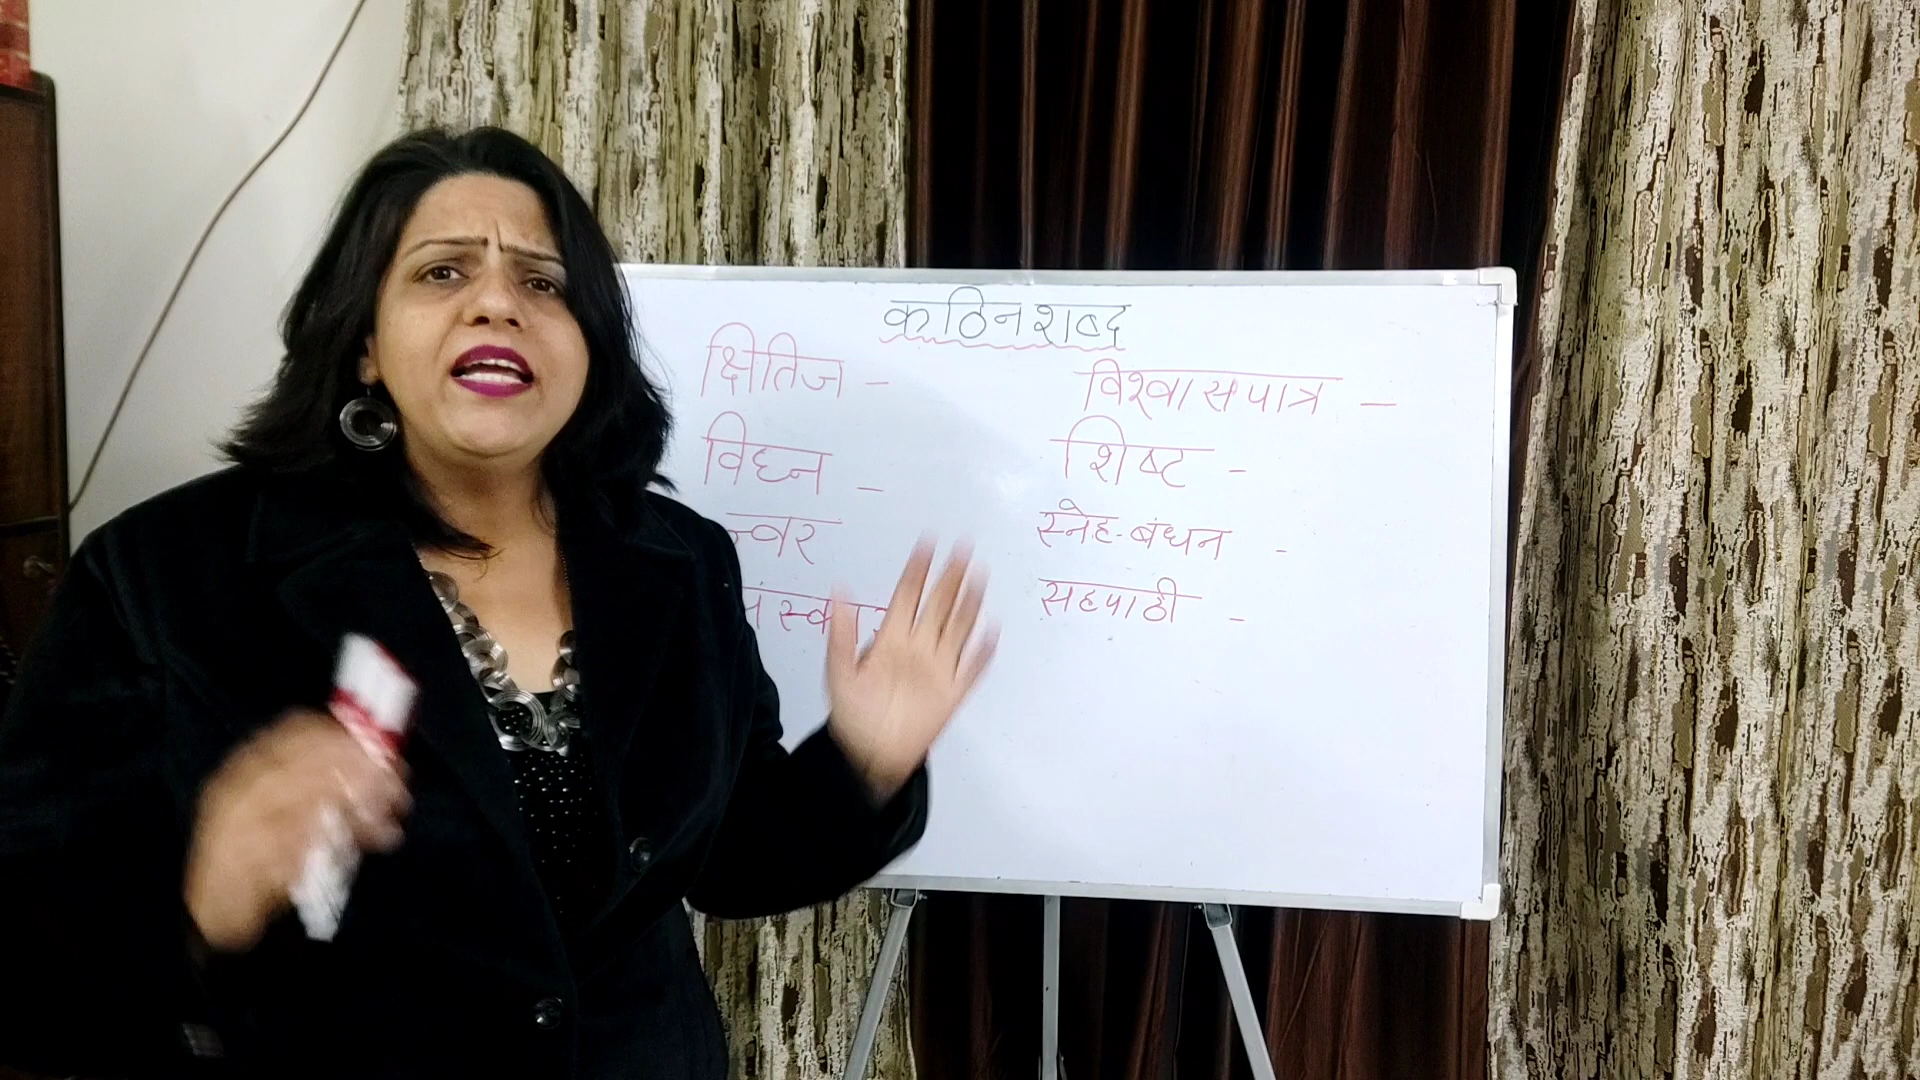 कठिन शब्द
क्षितिज -
विघ्न -
विश्वासपात्र -
शिष्ट -
स्नेह-बंधन -
सहपाठी -